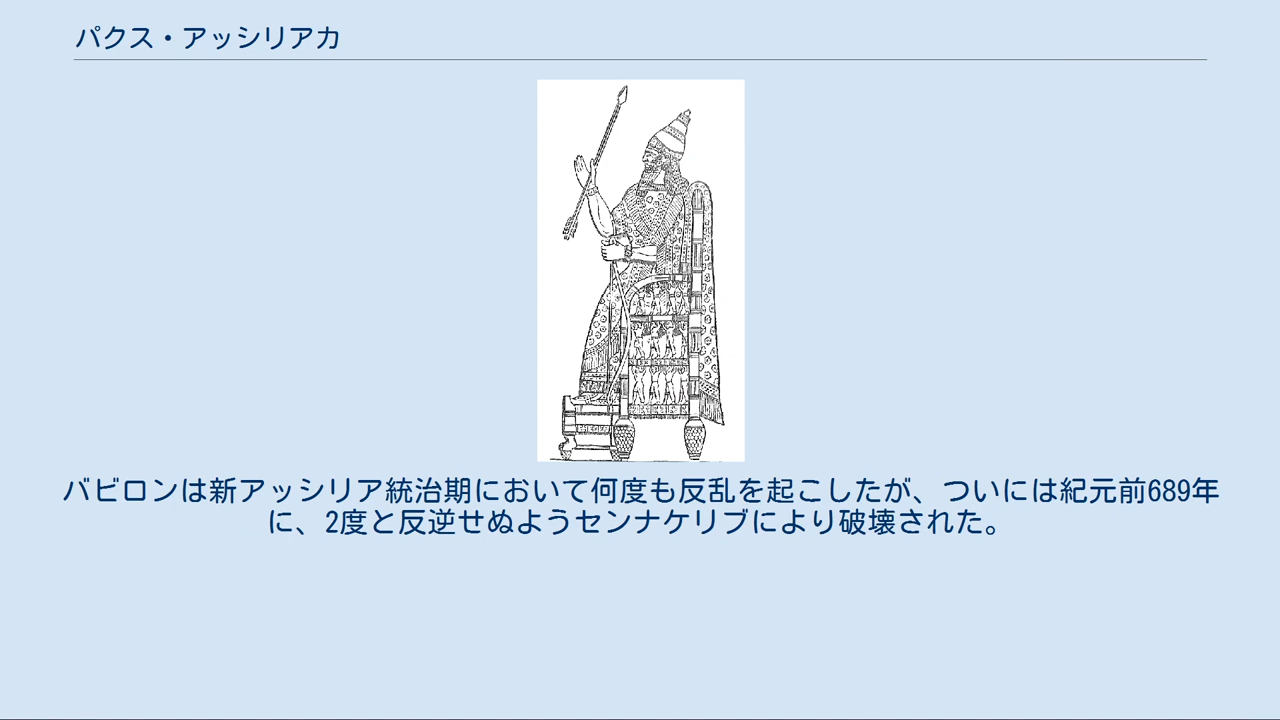 パクス・アッシリアカ
バビロンは新アッシリア統治期において何度も反乱を起こしたが、ついには紀元前689年
に、2度と反逆せぬようセンナケリブにより破壊された。